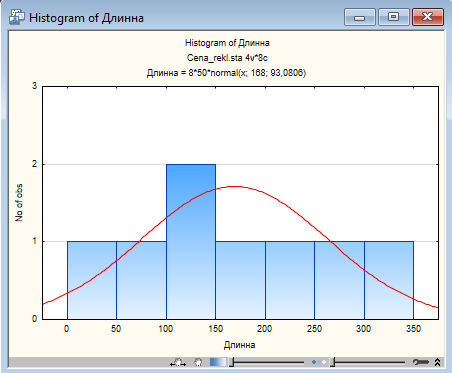 Histogram of Длинна
Histogram of Длинна
Cena_rekl.sta 4v*8c
Длинна = 8*50*normal(x; 168; 93,0806)
3
2
1
0
No of obs
0 50 100 150 200 250 300 350
Длинна